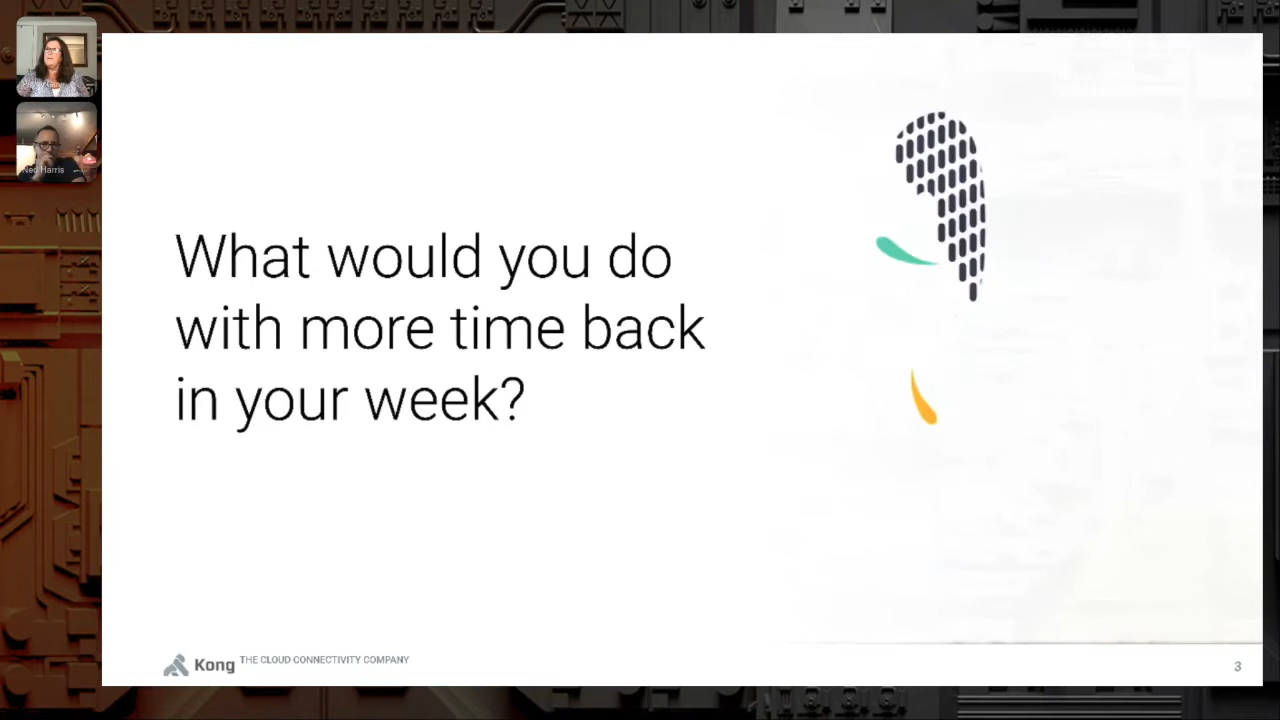 Ned Harris
What would you do
with more time back
in your week?
Kong THE CLOUD CONNECTIVITY COMPANY
3